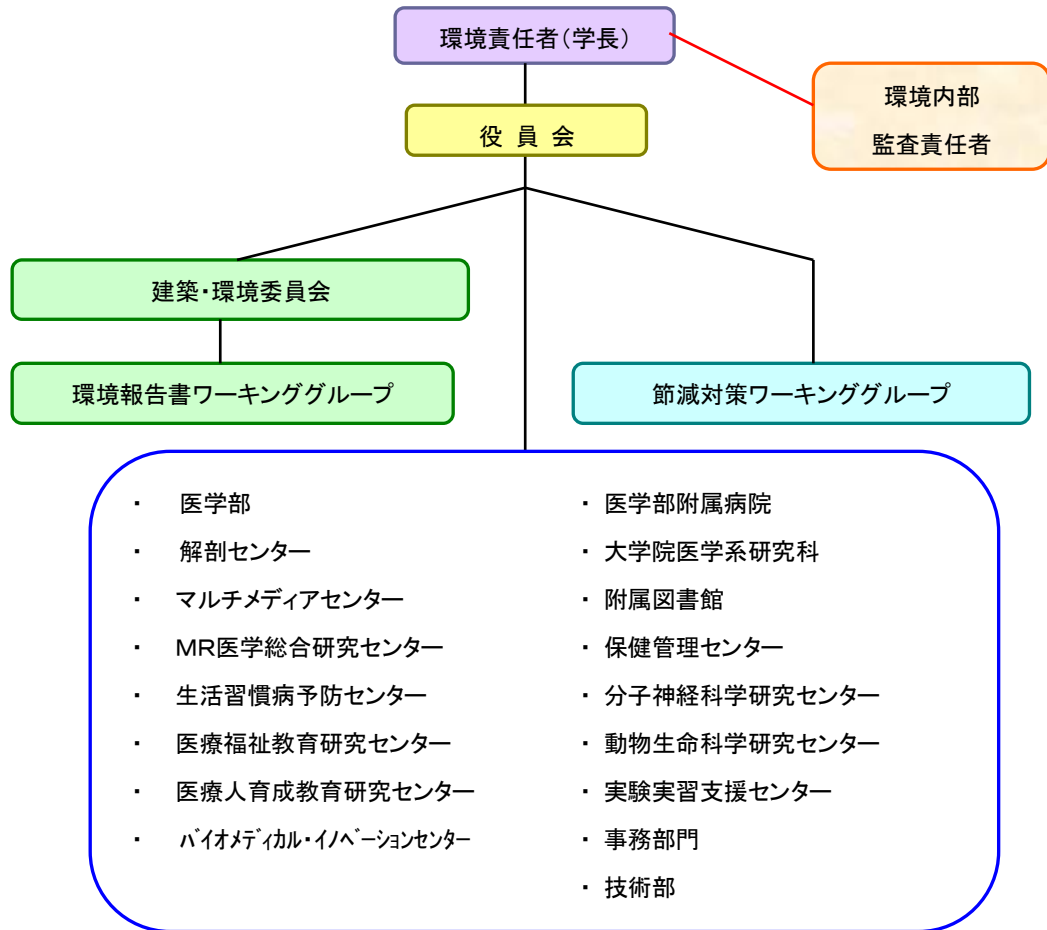 環境責任者（学長）
環境内部
監査責任者
役 員 会
建築・環境委員会
環境報告書ワーキンググループ
節減対策ワーキンググループ
・ 医学部
・ 解剖センター
・ マルチメディアセンター
・ ＭＲ医学総合研究センター
・ 生活習慣病予防センター
・ 医療福祉教育研究センター
・ 医療人育成教育研究センター
・ ﾊﾞイオメディカル・イノベーションセンター
・ 医学部附属病院
・ 大学院医学系研究科
・ 附属図書館
・ 保健管理センター
・ 分子神経科学研究センター
・ 動物生命科学研究センター
・ 実験実習支援センター
・ 事務部門
・ 技術部